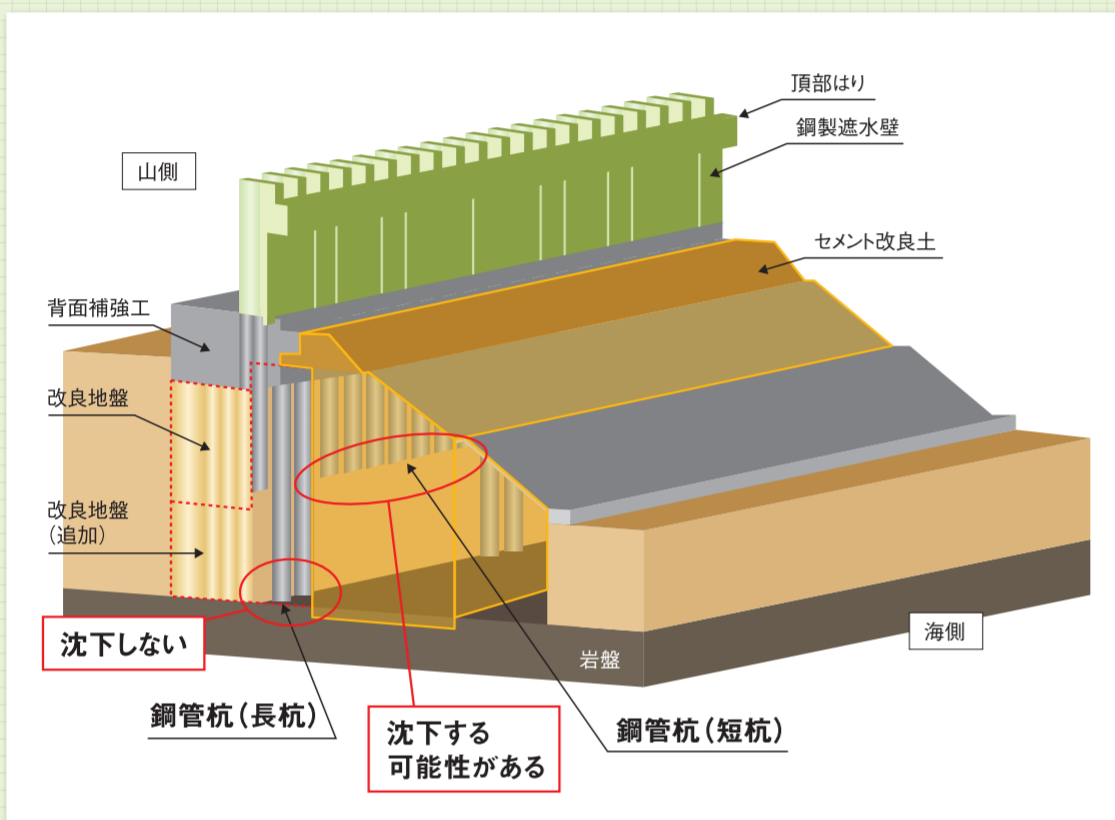 頂部はり
鋼製遮水壁
山側
セメント改良土
背面補強工
改良地盤
改良地盤
（追加）
沈下しない
岩盤
海側
鋼管杭（長杭）
沈下する
可能性がある
鋼管杭（短杭）